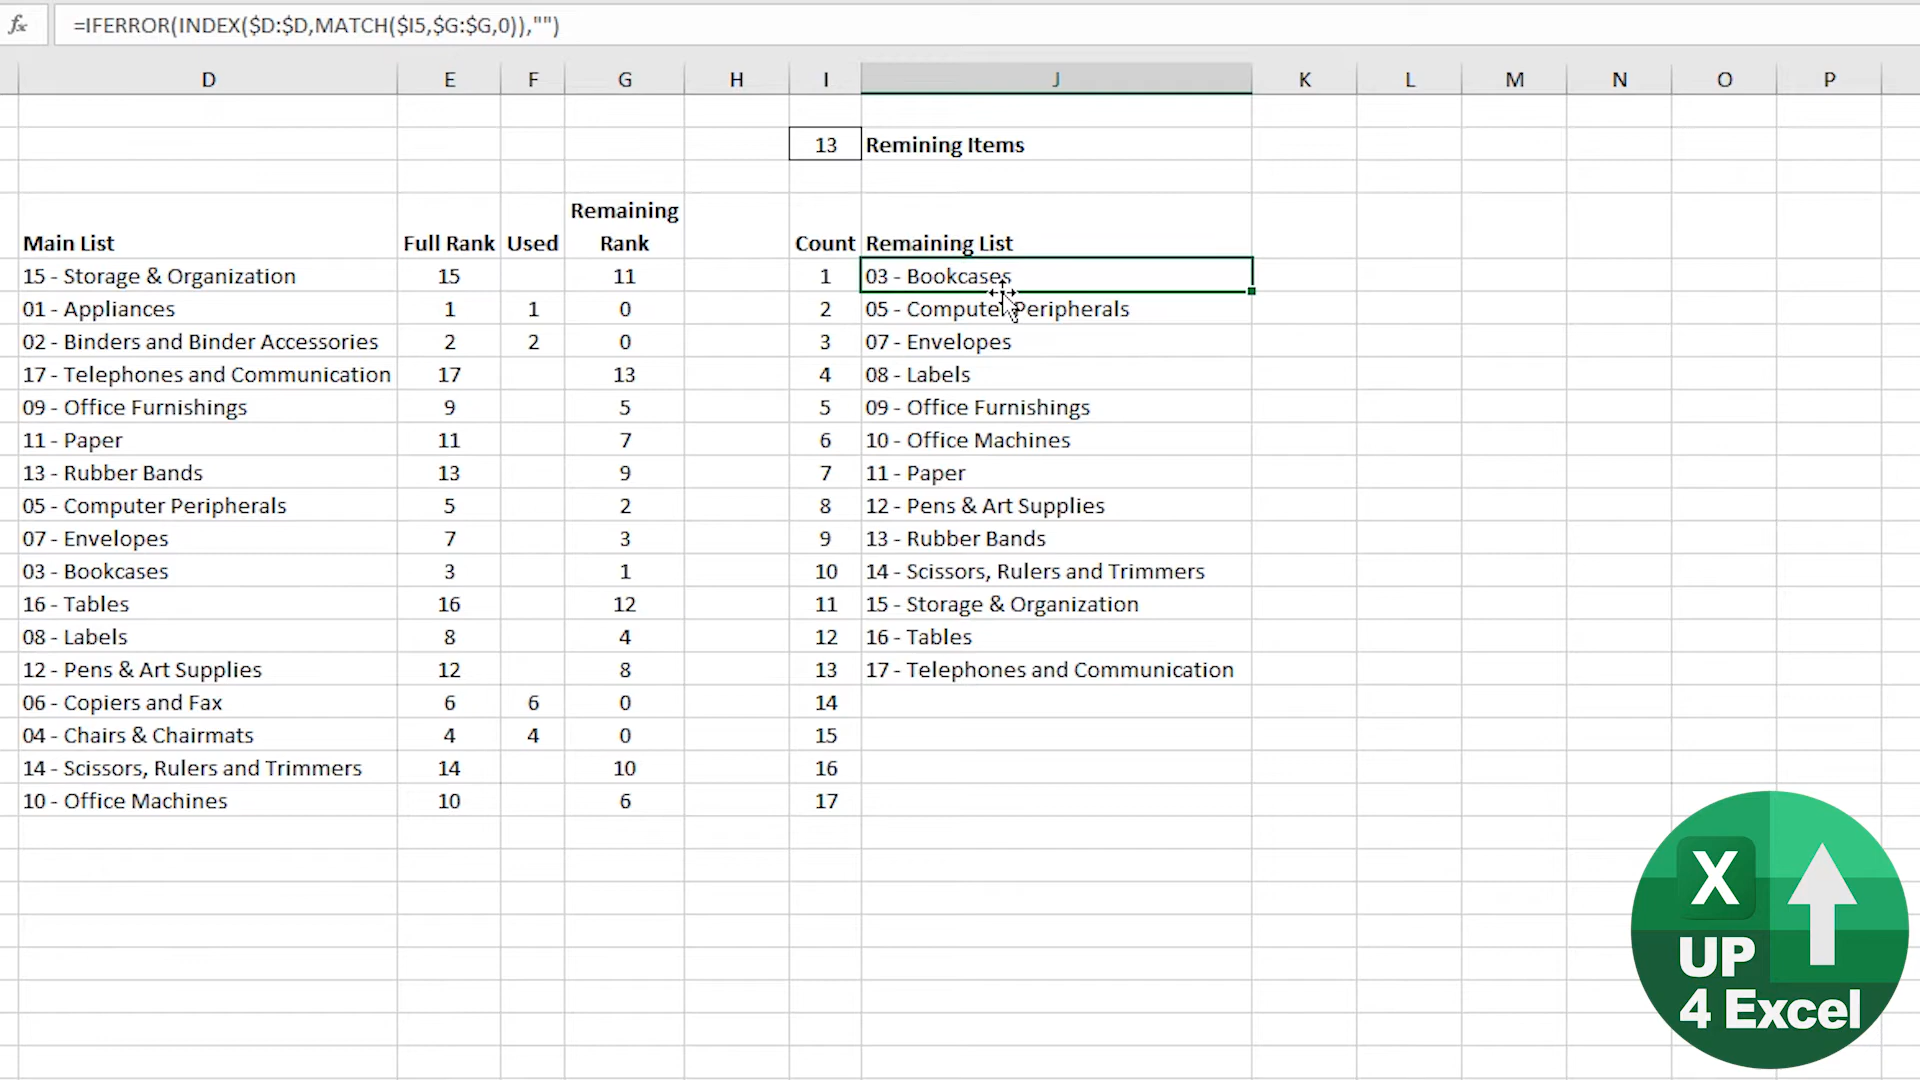 fx =IFERROR(INDEX($D:$D,MATCH($I5,$G:$G,0)),"")
D E F G H I J K L M N O P
13 Remining Items
Remaining
Main List Full Rank Used Rank Count Remaining List
15 - Storage & Organization 15 11 1 03 - Bookcases
01 - Appliances 1 1 0 2 05 - Computer Peripherals
02 - Binders and Binder Accessories 2 2 0 3 07 - Envelopes
17 - Telephones and Communication 17 13 4 08 - Labels
09 - Office Furnishings 9 5 5 09 - Office Furnishings
11 - Paper 11 7 6 10 - Office Machines
13 - Rubber Bands 13 9 7 11 - Paper
05 - Computer Peripherals 5 2 8 12 - Pens & Art Supplies
07 - Envelopes 7 3 9 13 - Rubber Bands
03 - Bookcases 3 1 10 14 - Scissors, Rulers and Trimmers
16 - Tables 16 12 11 15 - Storage & Organization
08 - Labels 8 4 12 16 - Tables
12 - Pens & Art Supplies 12 8 13 17 - Telephones and Communication
06 - Copiers and Fax 6 6 0 14
04 - Chairs & Chairmats 4 4 0 15
14 - Scissors, Rulers and Trimmers 14 10 16
10 - Office Machines 10 6 17
X
UP
4 Excel